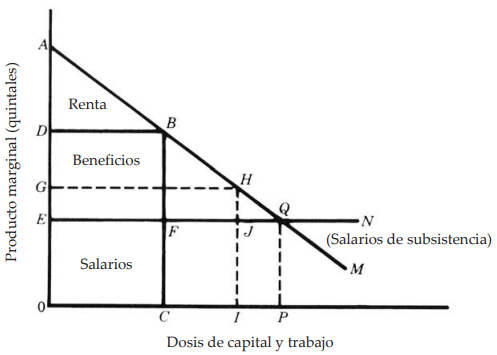 Producto marginal (quintales)
A
Renta
D
B
Beneficios
G
H
E
Q
N
F
J
(Salarios de subsistencia)
Salarios
M
0
C
I
P
Dosis de capital y trabajo